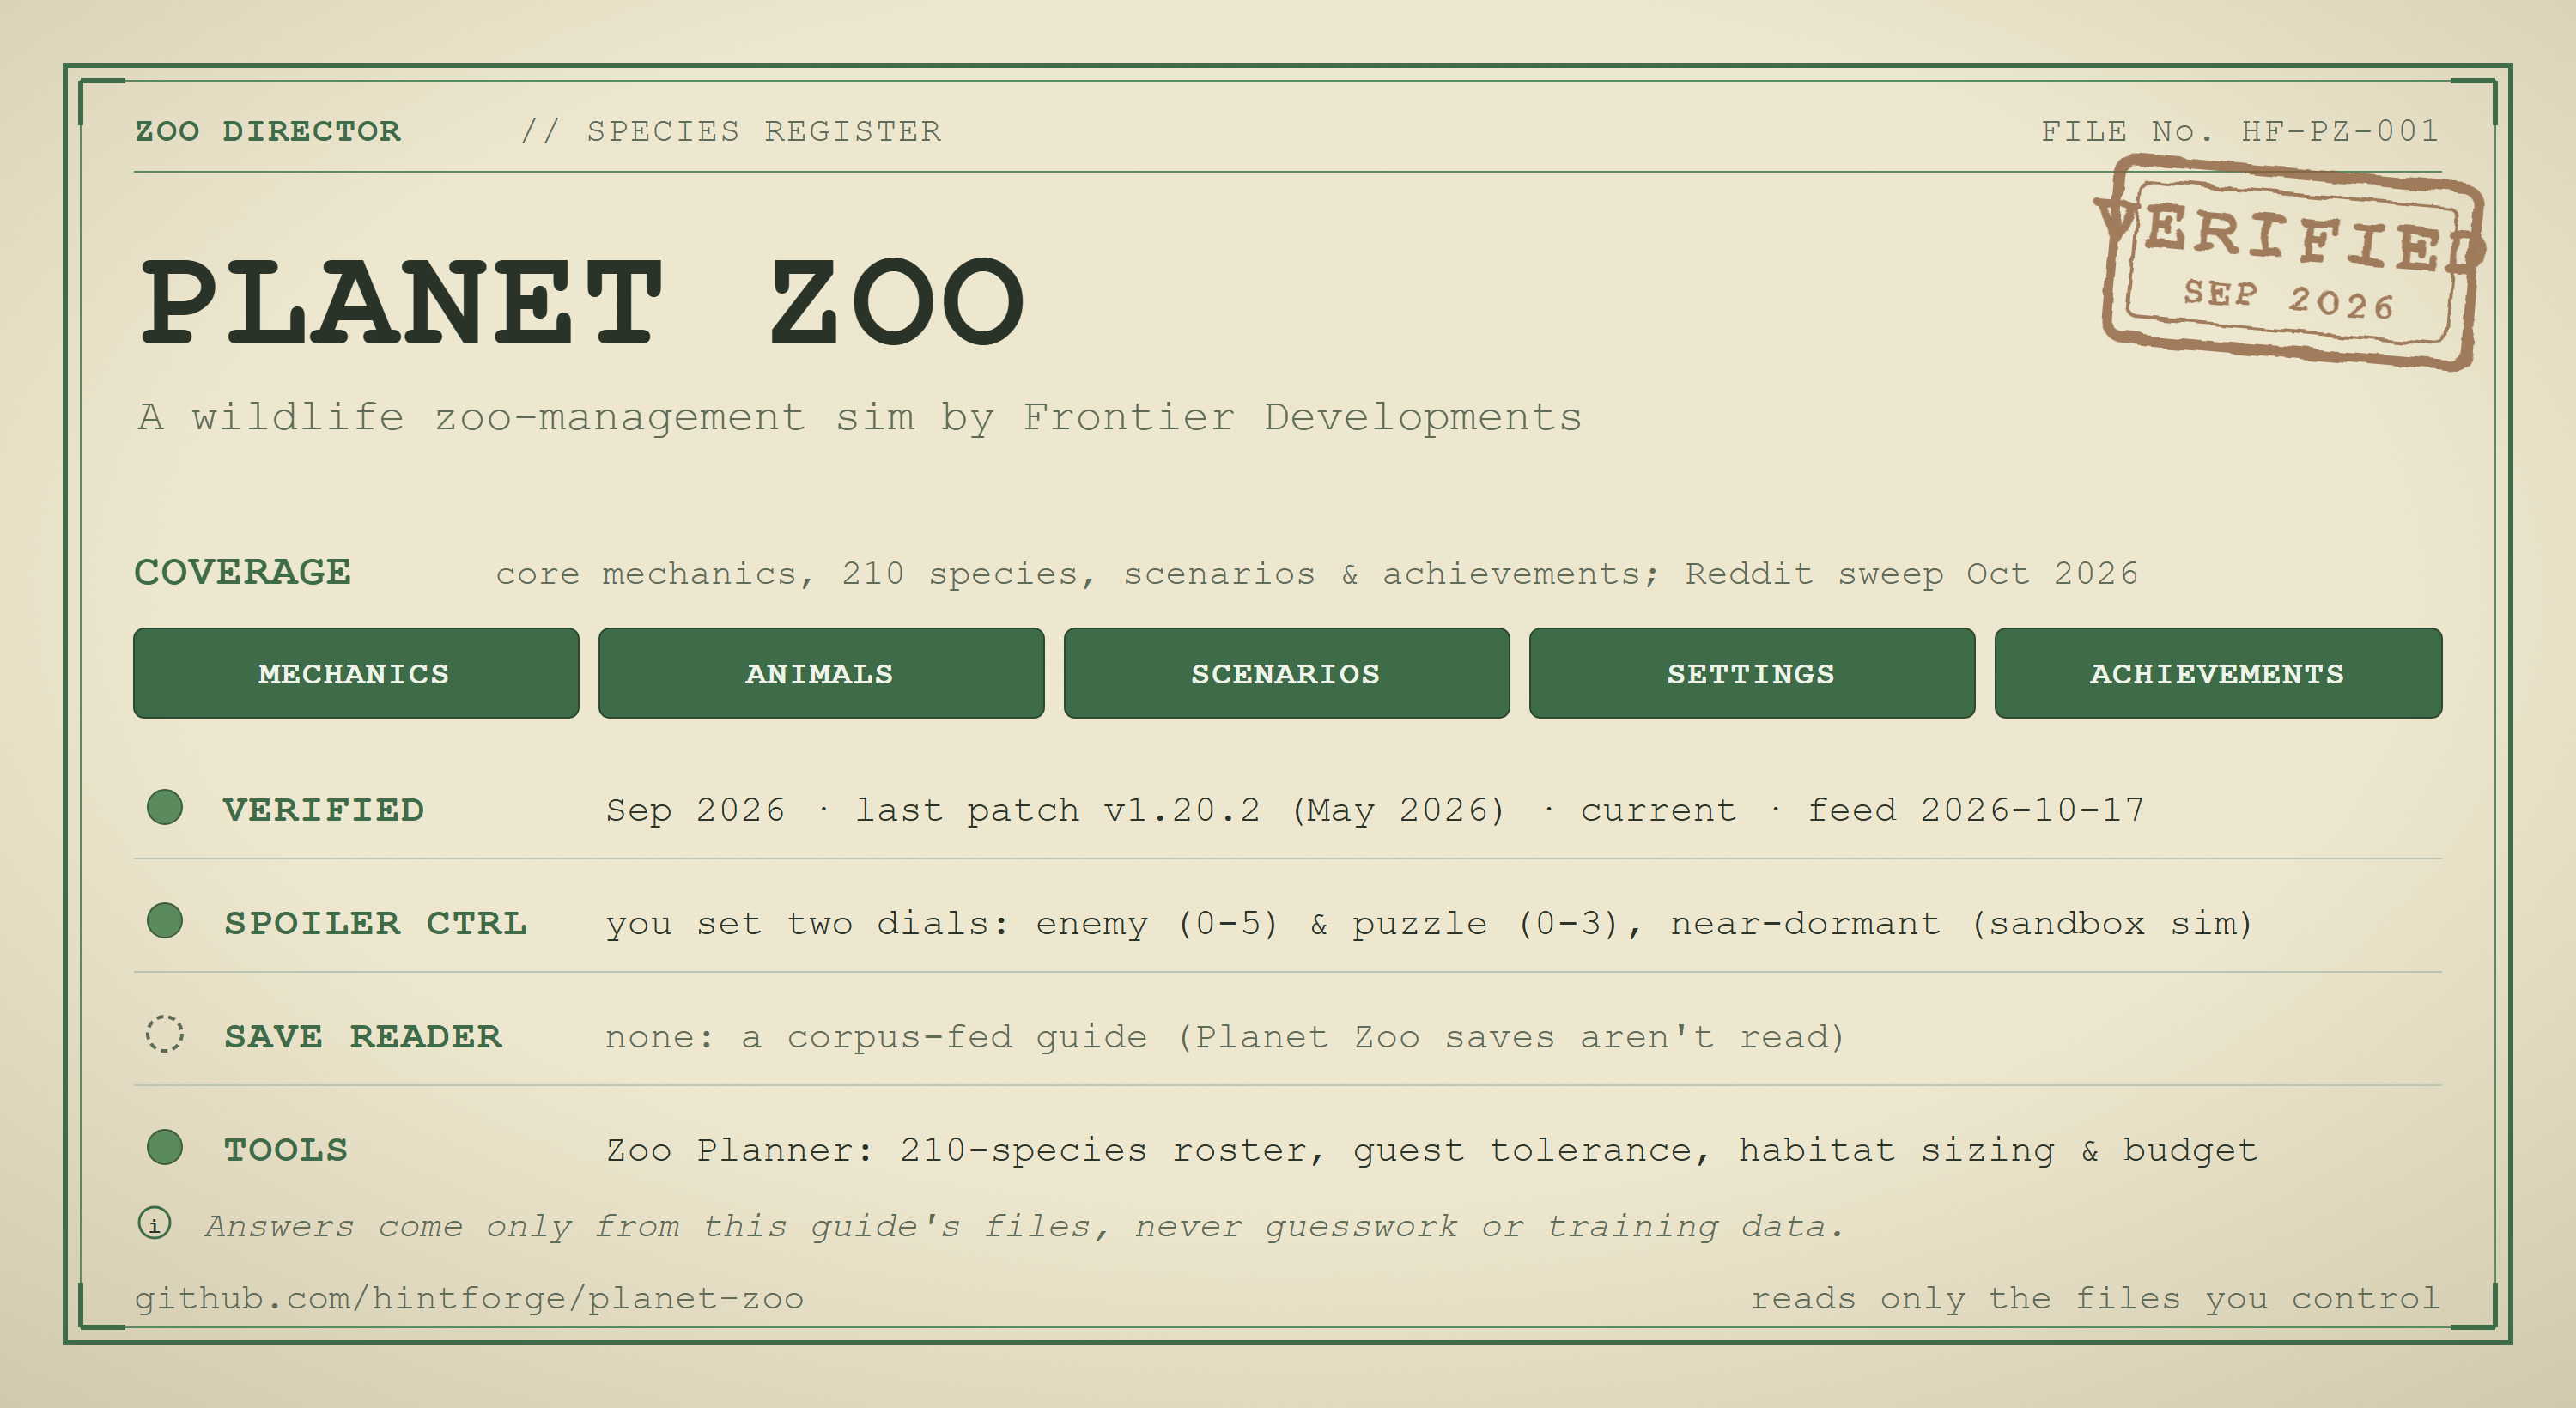 ZOO DIRECTOR // SPECIES REGISTER FILE No. HF-PZ-001
VERIFIED
SEP 2026
PLANET ZOO
A wildlife zoo-management sim by Frontier Developments
COVERAGE core mechanics, 210 species, scenarios & achievements; Reddit sweep Oct 2026
MECHANICS ANIMALS SCENARIOS SETTINGS ACHIEVEMENTS
VERIFIED Sep 2026 · last patch v1.20.2 (May 2026) · current · feed 2026-10-17
SPOILER CTRL you set two dials: enemy (0-5) & puzzle (0-3), near-dormant (sandbox sim)
SAVE READER none: a corpus-fed guide (Planet Zoo saves aren't read)
TOOLS Zoo Planner: 210-species roster, guest tolerance, habitat sizing & budget
i Answers come only from this guide's files, never guesswork or training data.
github.com/hintforge/planet-zoo reads only the files you control